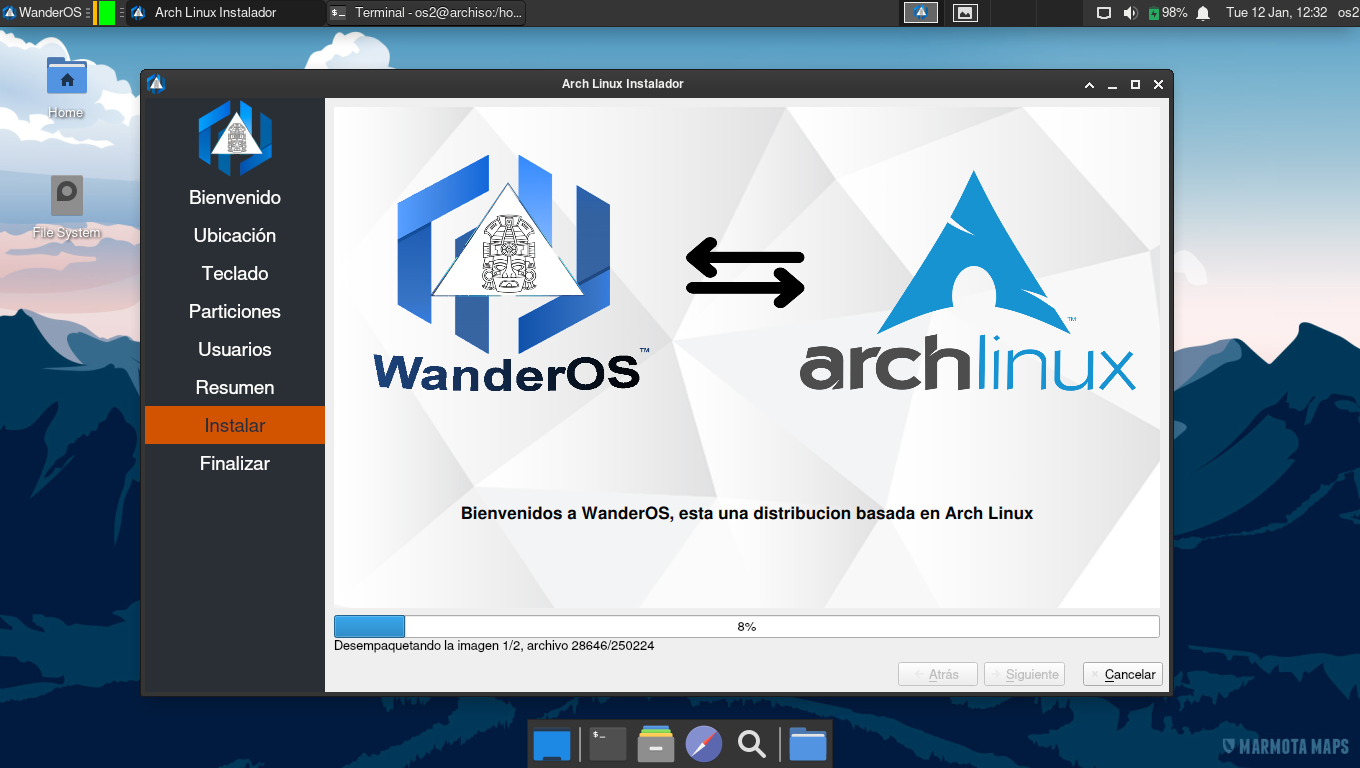 WanderOS
Arch Linux Instalador
Terminal - os2@archiso:/ho...
98%
Tue 12 Jan, 12:32
os2
Home
File System
Arch Linux Instalador
Bienvenido
Ubicación
Teclado
Particiones
Usuarios
Resumen
Instalar
Finalizar
WanderOS™
archlinux™
Bienvenidos a WanderOS, esta una distribucion basada en Arch Linux
8%
Desempaquetando la imagen 1/2, archivo 28646/250224
Atrás
Siguiente
Cancelar
MARMOTA MAPS